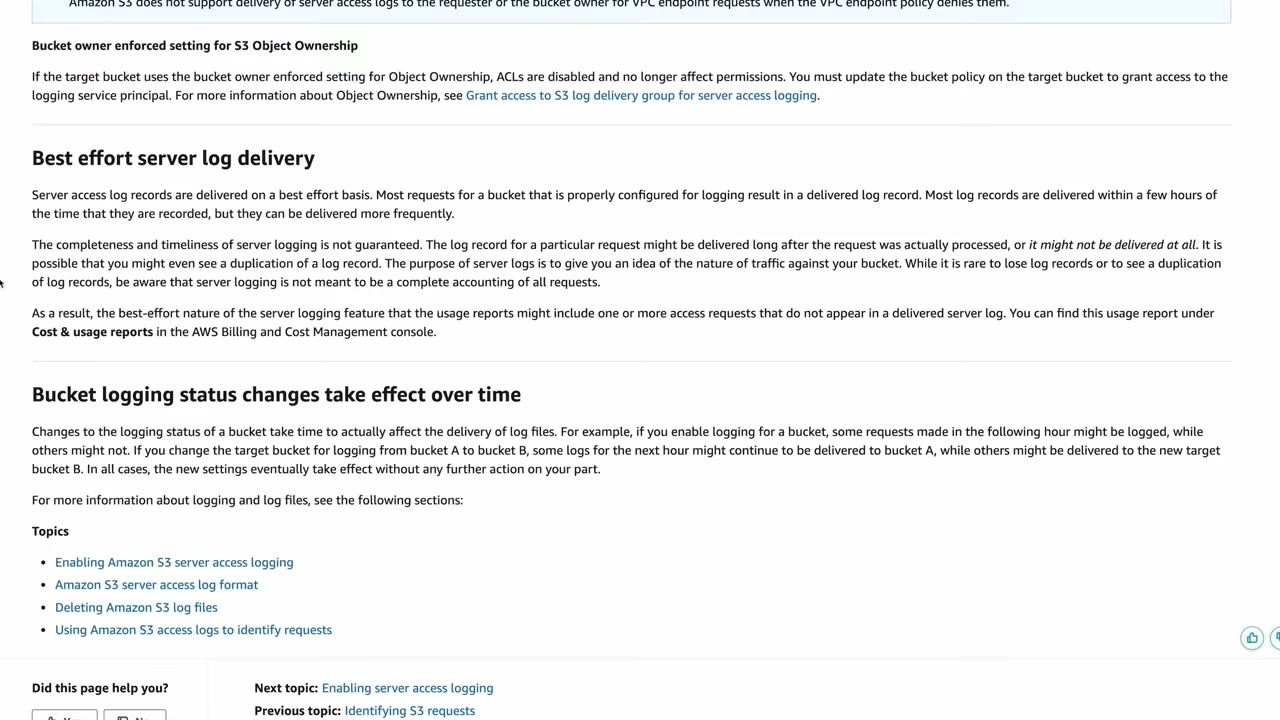 Amazon S3 does not support delivery of server access logs to the requester or the bucket owner for VPC endpoint requests when the VPC endpoint policy denies them.
Bucket owner enforced setting for S3 Object Ownership
If the target bucket uses the bucket owner enforced setting for Object Ownership, ACLs are disabled and no longer affect permissions. You must update the bucket policy on the target bucket to grant access to the
logging service principal. For more information about Object Ownership, see Grant access to S3 log delivery group for server access logging.
Best effort server log delivery
Server access log records are delivered on a best effort basis. Most requests for a bucket that is properly configured for logging result in a delivered log record. Most log records are delivered within a few hours of
the time that they are recorded, but they can be delivered more frequently.
The completeness and timeliness of server logging is not guaranteed. The log record for a particular request might be delivered long after the request was actually processed, or it might not be delivered at all. It is
possible that you might even see a duplication of a log record. The purpose of server logs is to give you an idea of the nature of traffic against your bucket. While it is rare to lose log records or to see a duplication
of log records, be aware that server logging is not meant to be a complete accounting of all requests.
As a result, the best-effort nature of the server logging feature that the usage reports might include one or more access requests that do not appear in a delivered server log. You can find this usage report under
Cost & usage reports in the AWS Billing and Cost Management console.
Bucket logging status changes take effect over time
Changes to the logging status of a bucket take time to actually affect the delivery of log files. For example, if you enable logging for a bucket, some requests made in the following hour might be logged, while
others might not. If you change the target bucket for logging from bucket A to bucket B, some logs for the next hour might continue to be delivered to bucket A, while others might be delivered to the new target
bucket B. In all cases, the new settings eventually take effect without any further action on your part.
For more information about logging and log files, see the following sections:
Topics
• Enabling Amazon S3 server access logging
• Amazon S3 server access log format
• Deleting Amazon S3 log files
• Using Amazon S3 access logs to identify requests
Did this page help you?
Next topic: Enabling server access logging
Previous topic: Identifying S3 requests